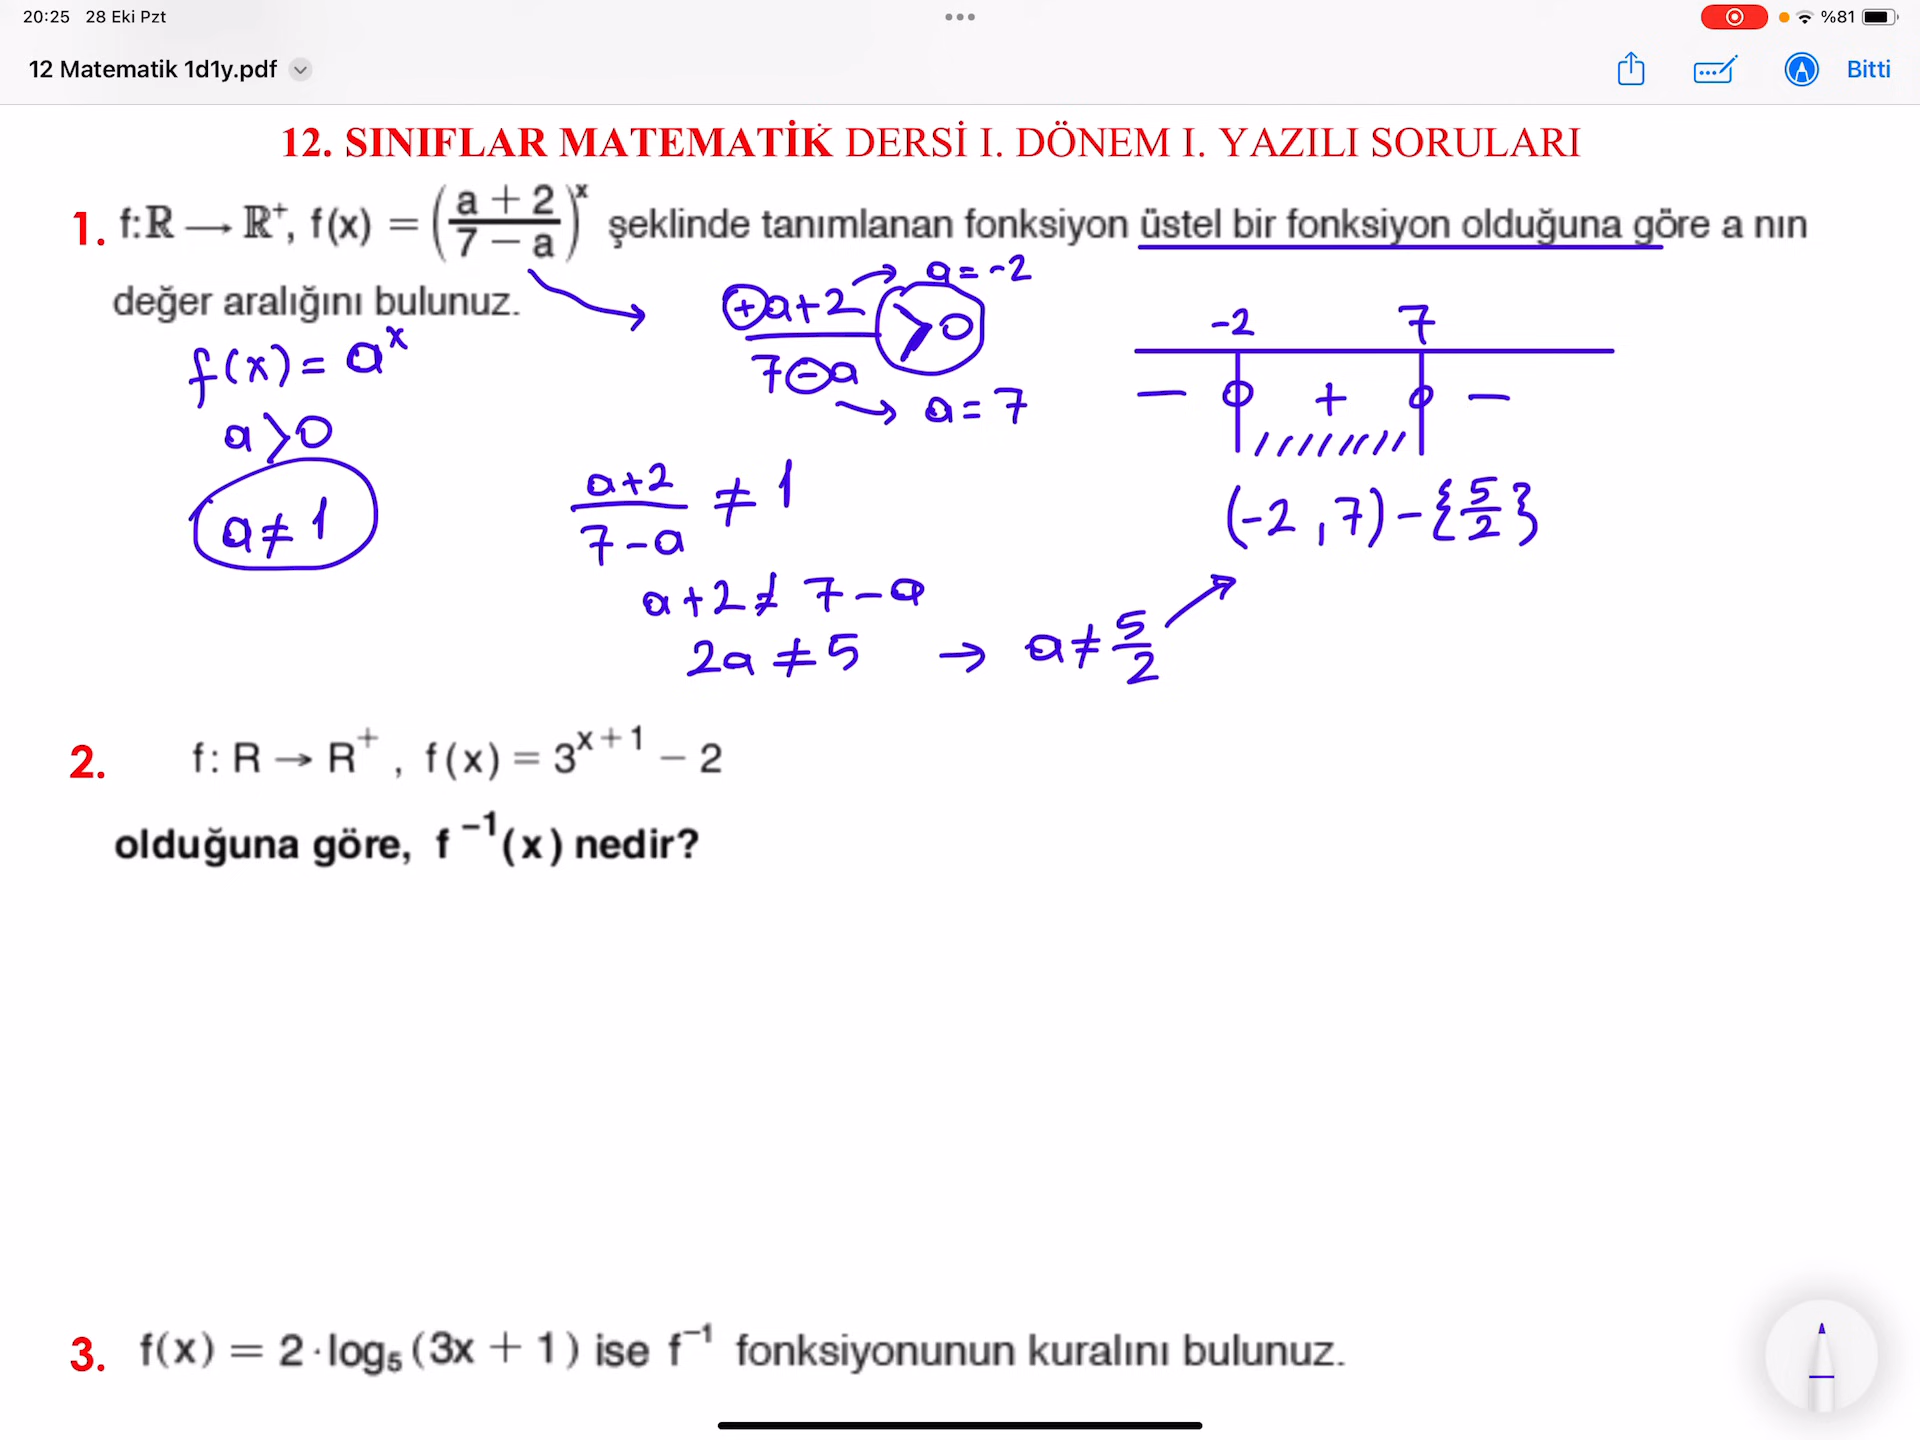 20:25 28 Eki Pzt
%81
12 Matematik 1d1y.pdf
Bitti
12. SINIFLAR MATEMATİK DERSİ I. DÖNEM I. YAZILI SORULARI
1. f:ℝ → ℝ⁺, f(x) = ((a + 2)/(7 − a))ˣ şeklinde tanımlanan fonksiyon üstel bir fonksiyon olduğuna göre a nın
değer aralığını bulunuz.
f(x) = aˣ
a > 0
a ≠ 1
(+a+2)/(7−a) > 0
a = -2
a = 7
-2 7
− + −
(a+2)/(7−a) ≠ 1
a+2 ≠ 7−a
2a ≠ 5 → a ≠ 5/2
(-2,7) - {5/2}
2. f: R → R⁺, f(x) = 3ˣ⁺¹ − 2
olduğuna göre, f⁻¹(x) nedir?
3. f(x) = 2·log₅(3x + 1) ise f⁻¹ fonksiyonunun kuralını bulunuz.